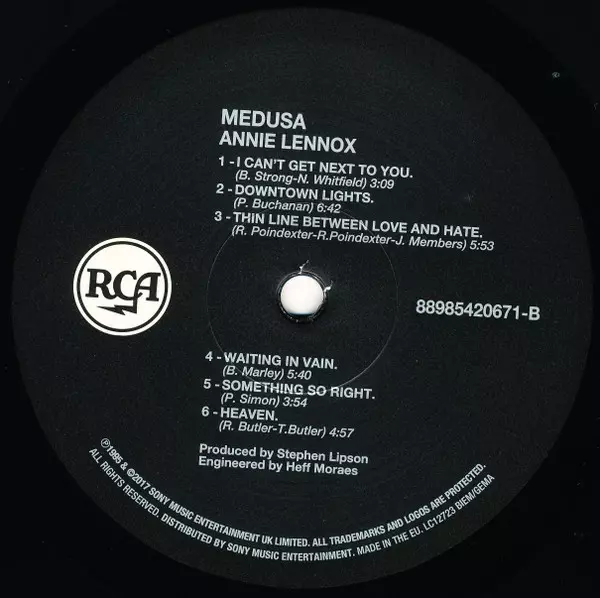 MEDUSA
ANNIE LENNOX
1 - I CAN'T GET NEXT TO YOU.
(B. Strong-N. Whitfield) 3:09
2 - DOWNTOWN LIGHTS.
(P. Buchanan) 6:42
3 - THIN LINE BETWEEN LOVE AND HATE.
(R. Poindexter-R.Poindexter-J. Members) 5:53
RCA
88985420671-B
4 - WAITING IN VAIN.
(B. Marley) 5:40
5 - SOMETHING SO RIGHT.
(P. Simon) 3:54
6 - HEAVEN.
(R. Butler-T.Butler) 4:57
Produced by Stephen Lipson
Engineered by Heff Moraes
℗1995 & ©2017 SONY MUSIC ENTERTAINMENT UK LIMITED. ALL TRADEMARKS AND LOGOS ARE PROTECTED.
ALL RIGHTS RESERVED. DISTRIBUTED BY SONY MUSIC ENTERTAINMENT. MADE IN THE EU. LC12723 BIEM/GEMA